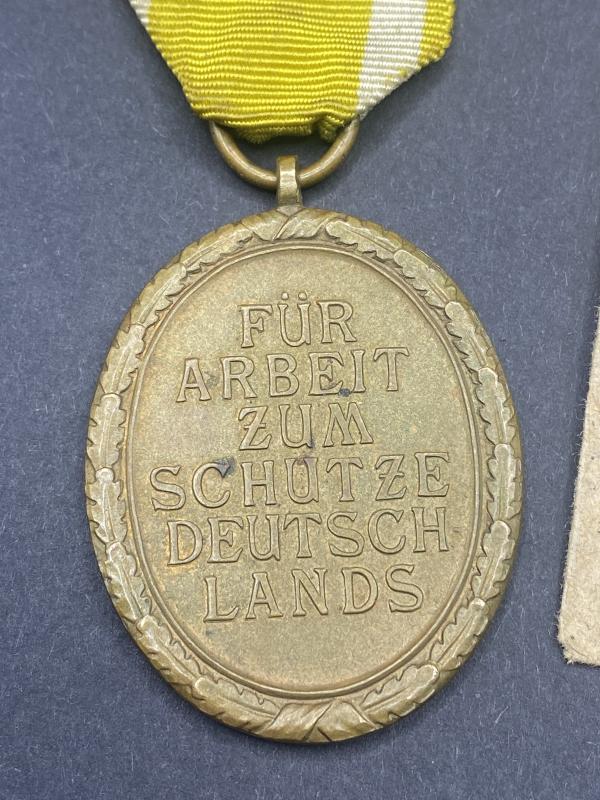 FÜR
ARBEIT
ZUM
SCHUTZE
DEUTSCH
LANDS